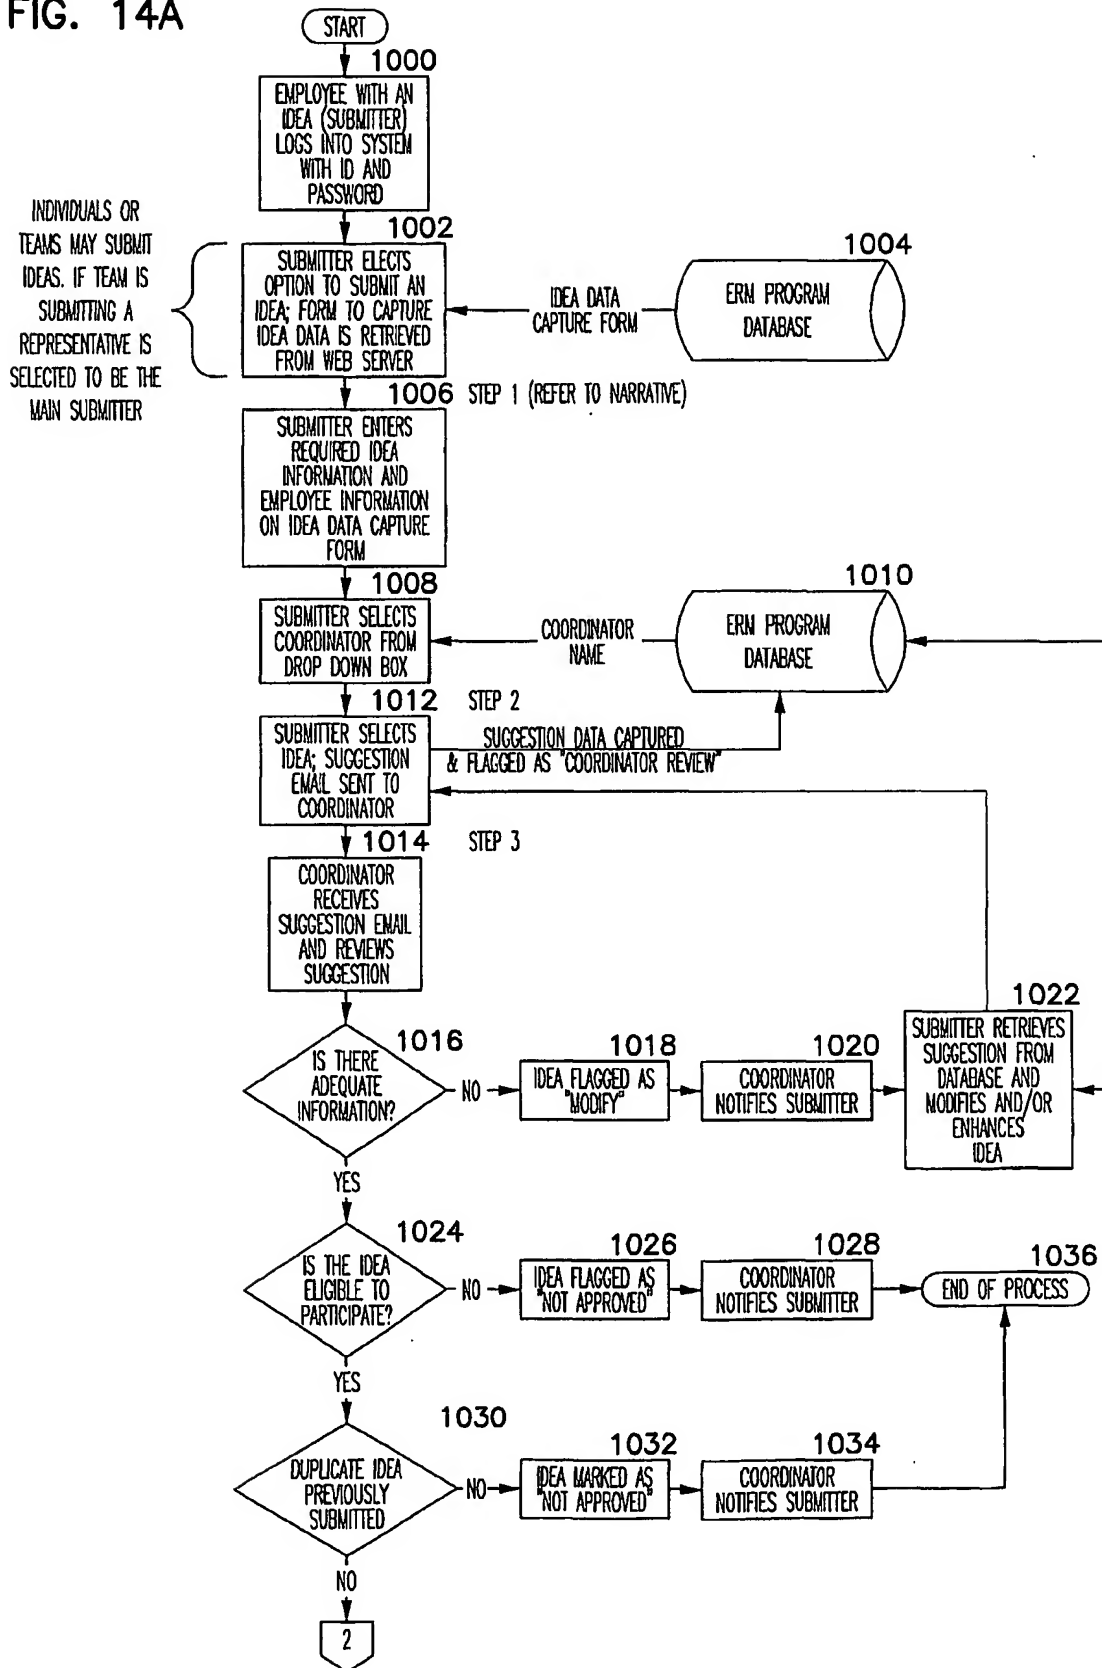 FIG. 14A
START
1000
EMPLOYEE WITH AN
IDEA (SUBMITTER)
LOGS INTO SYSTEM
WITH ID AND
PASSWORD
INDIVIDUALS OR
TEAMS MAY SUBMIT
IDEAS. IF TEAM IS
SUBMITTING A
REPRESENTATIVE IS
SELECTED TO BE THE
MAIN SUBMITTER
1002
SUBMITTER ELECTS
OPTION TO SUBMIT AN
IDEA; FORM TO CAPTURE
IDEA DATA IS RETRIEVED
FROM WEB SERVER
IDEA DATA
CAPTURE FORM
1004
ERM PROGRAM
DATABASE
1006
STEP 1 (REFER TO NARRATIVE)
SUBMITTER ENTERS
REQUIRED IDEA
INFORMATION AND
EMPLOYEE INFORMATION
ON IDEA DATA CAPTURE
FORM
1008
SUBMITTER SELECTS
COORDINATOR FROM
DROP DOWN BOX
COORDINATOR
NAME
1010
ERM PROGRAM
DATABASE
1012
STEP 2
SUBMITTER SELECTS
IDEA; SUGGESTION
EMAIL SENT TO
COORDINATOR
SUGGESTION DATA CAPTURED
& FLAGGED AS "COORDINATOR REVIEW"
1014
STEP 3
COORDINATOR
RECEIVES
SUGGESTION EMAIL
AND REVIEWS
SUGGESTION
1016
IS THERE
ADEQUATE
INFORMATION?
NO
1018
IDEA FLAGGED AS
"MODIFY"
1020
COORDINATOR
NOTIFIES SUBMITTER
1022
SUBMITTER RETRIEVES
SUGGESTION FROM
DATABASE AND
MODIFIES AND/OR
ENHANCES
IDEA
YES
1024
IS THE IDEA
ELIGIBLE TO
PARTICIPATE?
NO
1026
IDEA FLAGGED AS
"NOT APPROVED"
1028
COORDINATOR
NOTIFIES SUBMITTER
1036
END OF PROCESS
YES
1030
DUPLICATE IDEA
PREVIOUSLY
SUBMITTED
NO
1032
IDEA MARKED AS
"NOT APPROVED"
1034
COORDINATOR
NOTIFIES SUBMITTER
NO
2